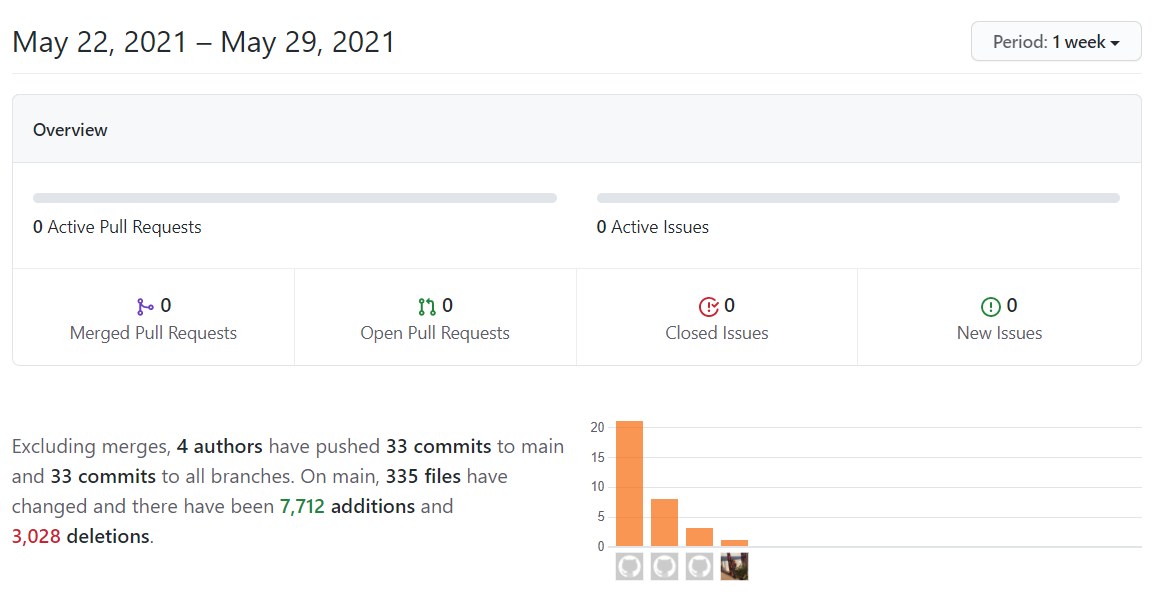 May 22, 2021 – May 29, 2021
Period: 1 week
Overview
0 Active Pull Requests
0 Active Issues
0
Merged Pull Requests
0
Open Pull Requests
0
Closed Issues
0
New Issues
Excluding merges, 4 authors have pushed 33 commits to main
and 33 commits to all branches. On main, 335 files have
changed and there have been 7,712 additions and
3,028 deletions.
20
15
10
5
0